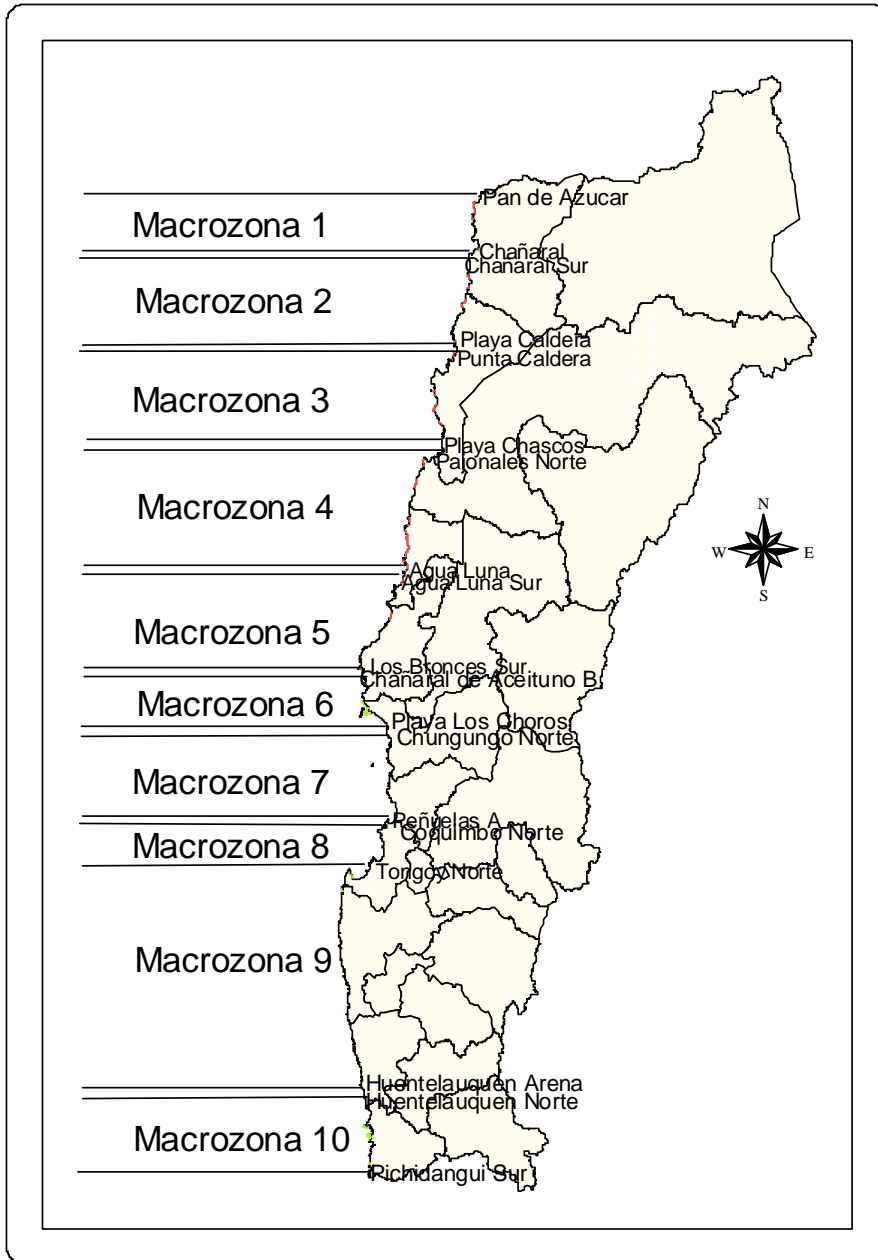 Pan de Azucar
Macrozona 1
Chañaral
Chañaral Sur
Macrozona 2
Playa Caldera
Punta Caldera
Macrozona 3
Playa Chascos
Pajonales Norte
Macrozona 4
N
W
E
S
Agua Luna
Agua Luna Sur
Macrozona 5
Los Bronces Sur
Chañaral de Aceituno B
Macrozona 6
Playa Los Choros
Chungungo Norte
Macrozona 7
Peñuelas A
Coquimbo Norte
Macrozona 8
Tongoy Norte
Macrozona 9
Huentelauquen Arena
Huentelauquen Norte
Macrozona 10
Pichidangui Sur